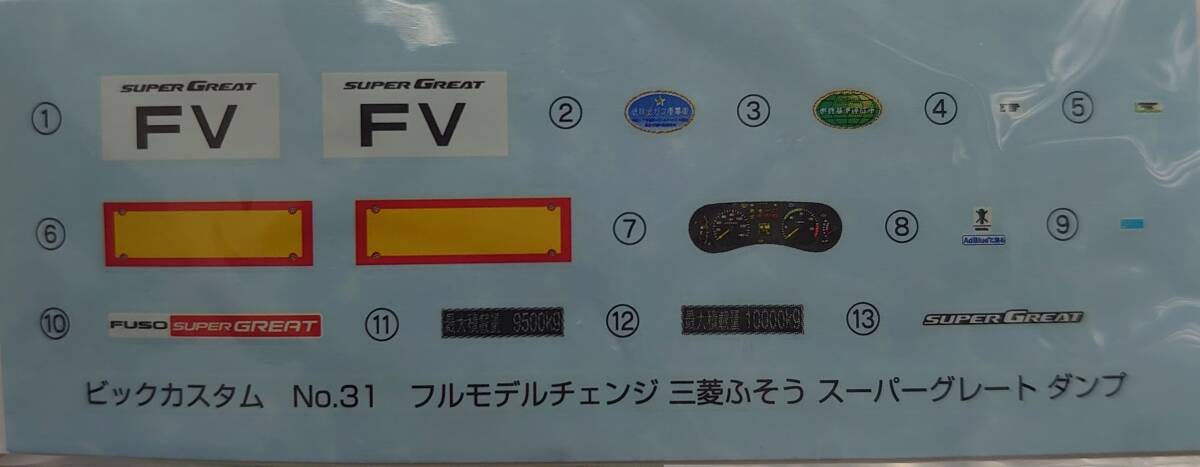 ① SUPER GREAT FV SUPER GREAT FV ② ③ ④ ⑤
⑥ ⑦ ⑧ AdBlue ⑨
⑩ FUSO SUPER GREAT ⑪ 最大積載量 9500kg ⑫ 最大積載量 10000kg ⑬ SUPER GREAT
ビックカスタム No.31 フルモデルチェンジ 三菱ふそう スーパーグレート ダンプ